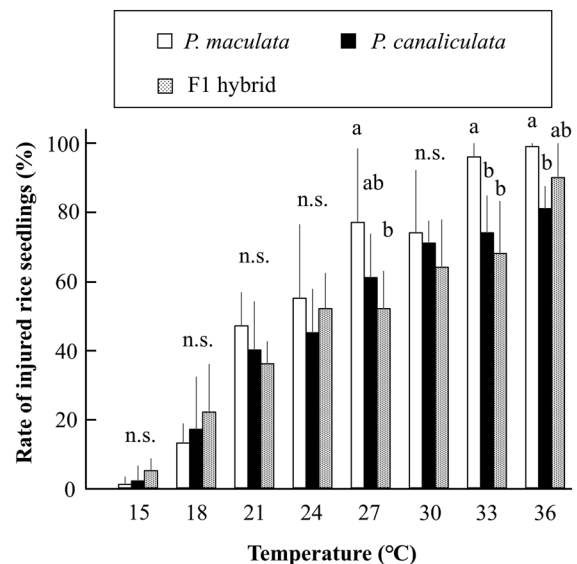 P. maculata P. canaliculata
F1 hybrid
Rate of injured rice seedlings (%)
100
80
60
40
20
0
n.s.
n.s.
n.s.
n.s.
a
ab
b
n.s.
a
b
b
a
b
ab
15 18 21 24 27 30 33 36
Temperature (°C)